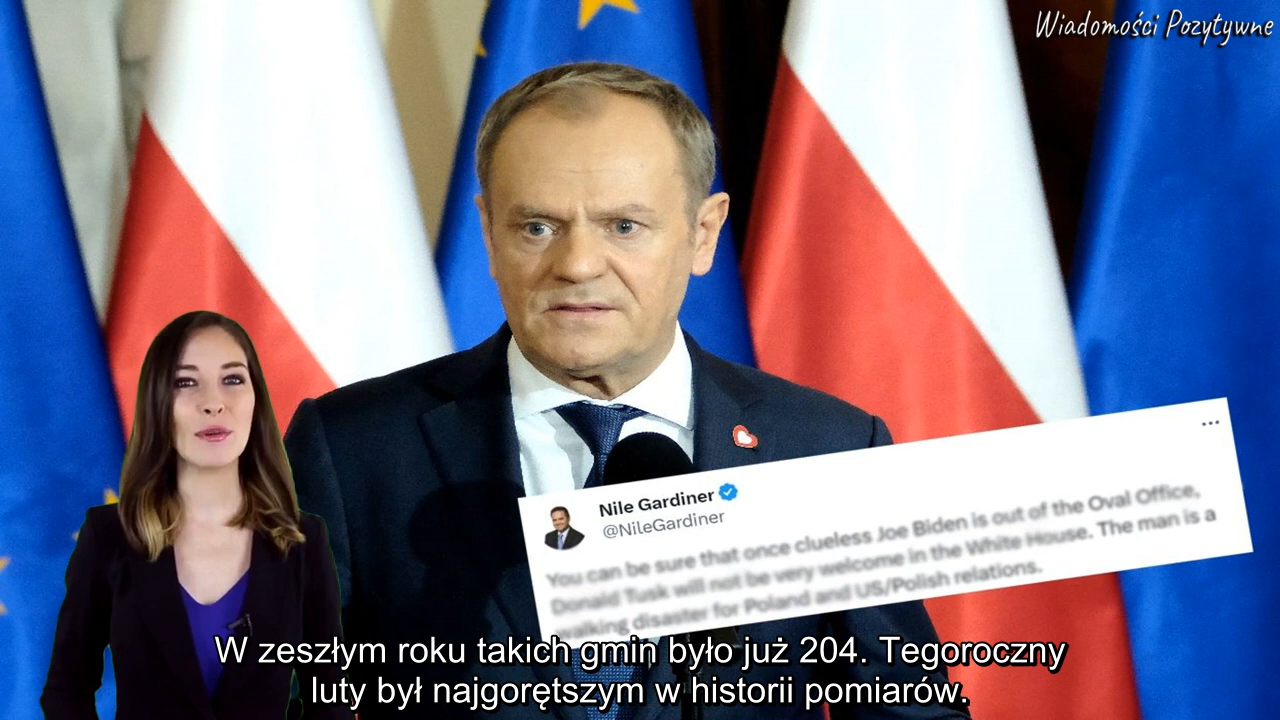 Wiadomości Pozytywne
Nile Gardiner
@NileGardiner
You can be sure that once clueless Joe Biden is out of the Oval Office,
Donald Tusk will not be very welcome in the White House. The man is a
walking disaster for Poland and US/Polish relations.
W zeszłym roku takich gmin było już 204. Tegoroczny
luty był najgorętszym w historii pomiarów.